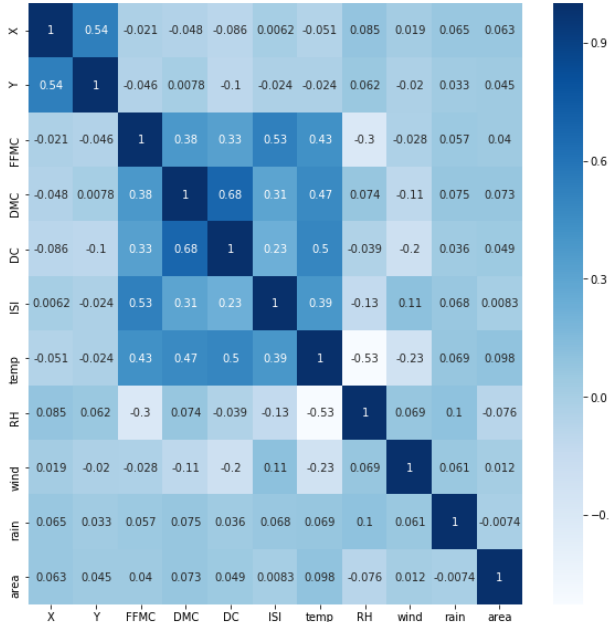 X 1 0.54 -0.021 -0.048 -0.086 0.0062 -0.051 0.085 0.019 0.065 0.063
Y 0.54 1 -0.046 0.0078 -0.1 -0.024 -0.024 0.062 -0.02 0.033 0.045
FFMC -0.021 -0.046 1 0.38 0.33 0.53 0.43 -0.3 -0.028 0.057 0.04
DMC -0.048 0.0078 0.38 1 0.68 0.31 0.47 0.074 -0.11 0.075 0.073
DC -0.086 -0.1 0.33 0.68 1 0.23 0.5 -0.039 -0.2 0.036 0.049
ISI 0.0062 -0.024 0.53 0.31 0.23 1 0.39 -0.13 0.11 0.068 0.0083
temp -0.051 -0.024 0.43 0.47 0.5 0.39 1 -0.53 -0.23 0.069 0.098
RH 0.085 0.062 -0.3 0.074 -0.039 -0.13 -0.53 1 0.069 0.1 -0.076
wind 0.019 -0.02 -0.028 -0.11 -0.2 0.11 -0.23 0.069 1 0.061 0.012
rain 0.065 0.033 0.057 0.075 0.036 0.068 0.069 0.1 0.061 1 -0.0074
area 0.063 0.045 0.04 0.073 0.049 0.0083 0.098 -0.076 0.012 -0.0074 1
X Y FFMC DMC DC ISI temp RH wind rain area
0.9
0.6
0.3
0.0